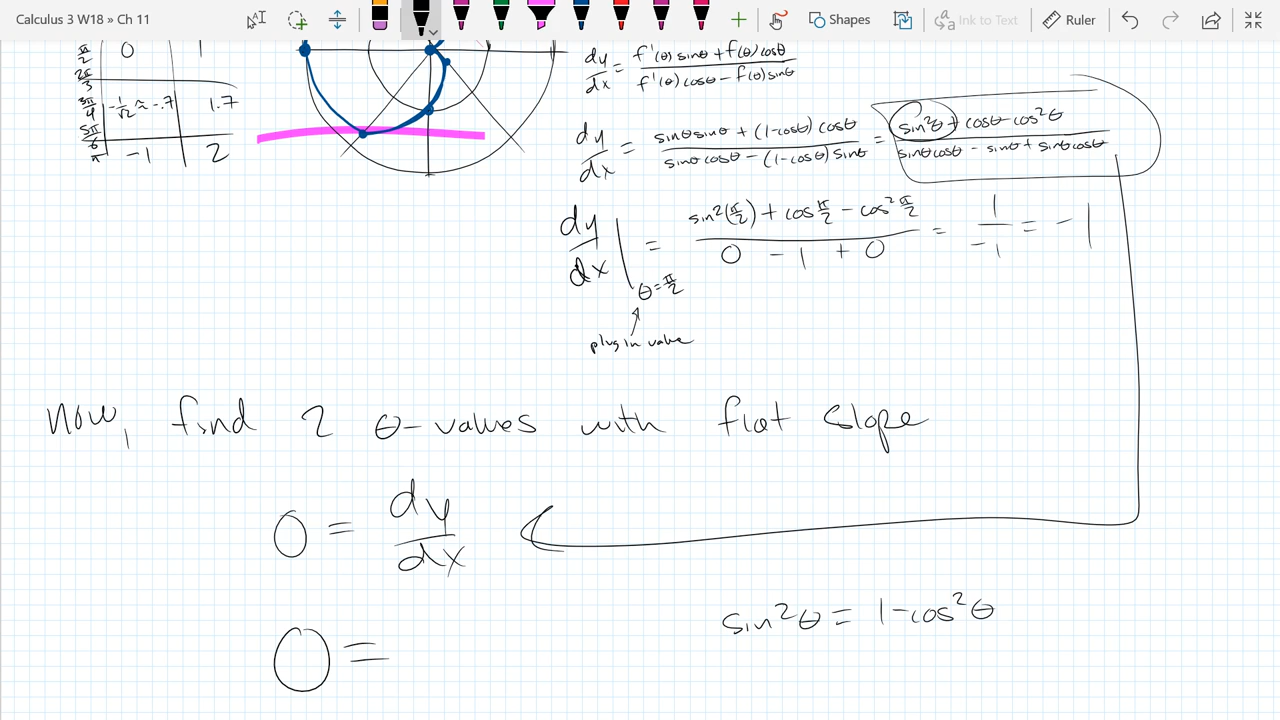 Calculus 3 W18 » Ch 11
Shapes
Ink to Text
Ruler
π/2 0 1
2π/3
3π/4 -1/√2 ≈ -.7 1.7
5π/6
π -1 2
dy/dx = f'(θ) sinθ + f(θ) cosθ / f'(θ) cosθ - f(θ) sinθ
dy/dx = sinθ sinθ + (1-cosθ) cosθ / sinθ cosθ - (1-cosθ) sinθ = sin²θ + cosθ - cos²θ / sinθ cosθ - sinθ + sinθ cosθ
dy/dx | θ=π/2 = sin²(π/2) + cos π/2 - cos² π/2 / 0 - 1 + 0 = 1/-1 = -1
plug in value
Now, find 2 θ-values with flat slope
0 = dy/dx
sin²θ = 1-cos²θ
0 =